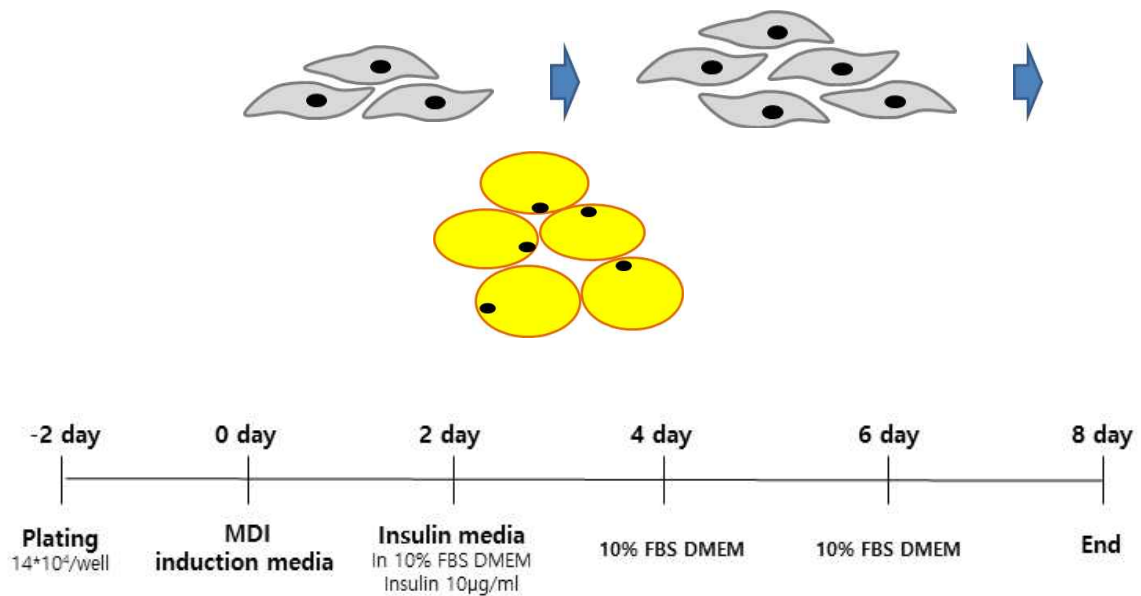 -2 day
0 day
2 day
4 day
6 day
8 day
Plating
14*10⁴/well
MDI
induction media
Insulin media
In 10% FBS DMEM
Insulin 10μg/ml
10% FBS DMEM
10% FBS DMEM
End